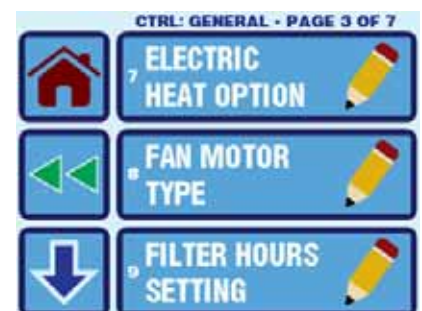 CTRL: GENERAL - PAGE 3 OF 7
7 ELECTRIC
HEAT OPTION
8 FAN MOTOR
TYPE
9 FILTER HOURS
SETTING